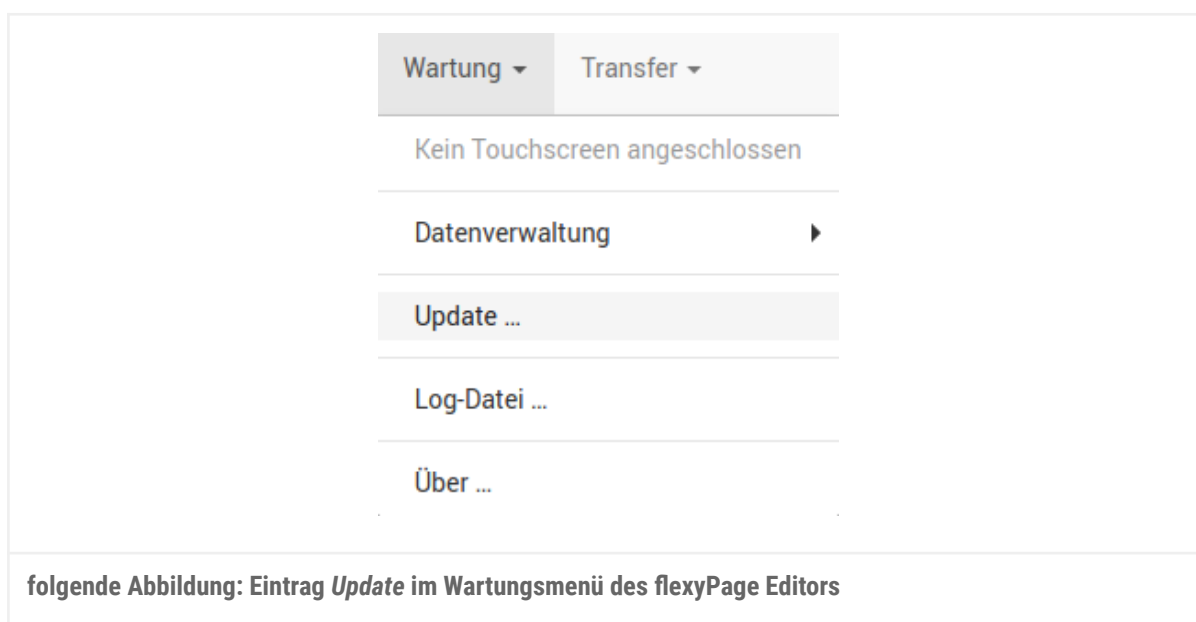 Wartung Transfer
Kein Touchscreen angeschlossen
Datenverwaltung
Update ...
Log-Datei ...
Über ...
folgende Abbildung: Eintrag Update im Wartungsmenü des flexyPage Editors